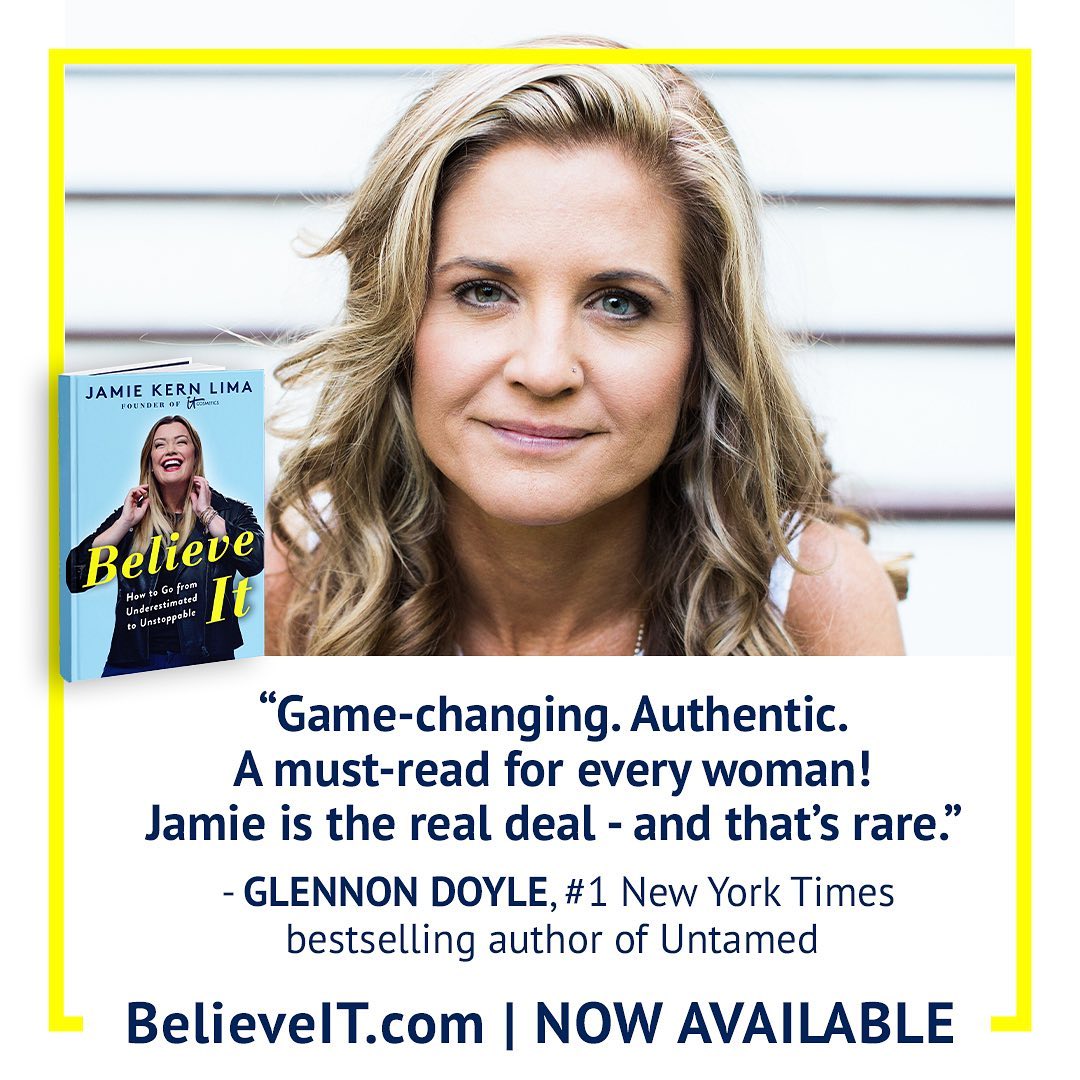 JAMIE KERN LIMA
FOUNDER OF it COSMETICS
Believe
It
How to Go from
Underestimated
to Unstoppable
“Game-changing. Authentic.
A must-read for every woman!
Jamie is the real deal - and that’s rare.”
- GLENNON DOYLE, #1 New York Times
bestselling author of Untamed
BelieveIT.com | NOW AVAILABLE